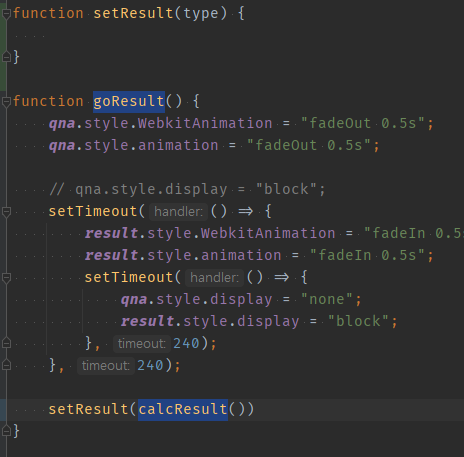 function setResult(type) {
}
function goResult() {
qna.style.WebkitAnimation = "fadeOut 0.5s";
qna.style.animation = "fadeOut 0.5s";
// qna.style.display = "block";
setTimeout( handler: () => {
result.style.WebkitAnimation = "fadeIn 0.5s
result.style.animation = "fadeIn 0.5s";
setTimeout( handler: () => {
qna.style.display = "none";
result.style.display = "block";
}, timeout: 240);
}, timeout: 240);
setResult(calcResult())
}